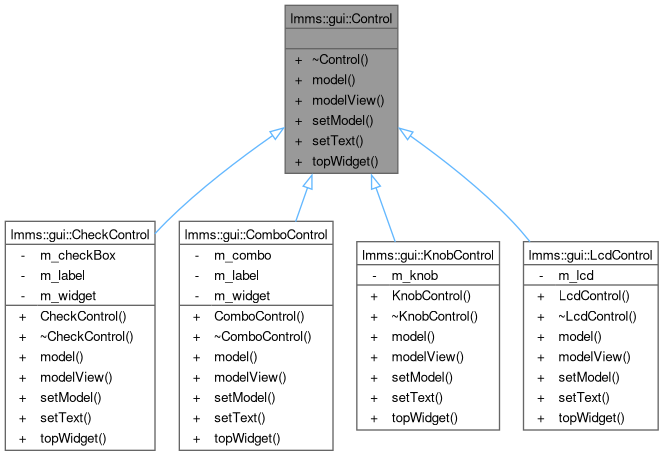 lmms::gui::Control
+ ~Control()
+ model()
+ modelView()
+ setModel()
+ setText()
+ topWidget()
lmms::gui::CheckControl
- m_checkBox
- m_label
- m_widget
+ CheckControl()
+ ~CheckControl()
+ model()
+ modelView()
+ setModel()
+ setText()
+ topWidget()
lmms::gui::ComboControl
- m_combo
- m_label
- m_widget
+ ComboControl()
+ ~ComboControl()
+ model()
+ modelView()
+ setModel()
+ setText()
+ topWidget()
lmms::gui::KnobControl
- m_knob
+ KnobControl()
+ ~KnobControl()
+ model()
+ modelView()
+ setModel()
+ setText()
+ topWidget()
lmms::gui::LcdControl
- m_lcd
+ LcdControl()
+ ~LcdControl()
+ model()
+ modelView()
+ setModel()
+ setText()
+ topWidget()